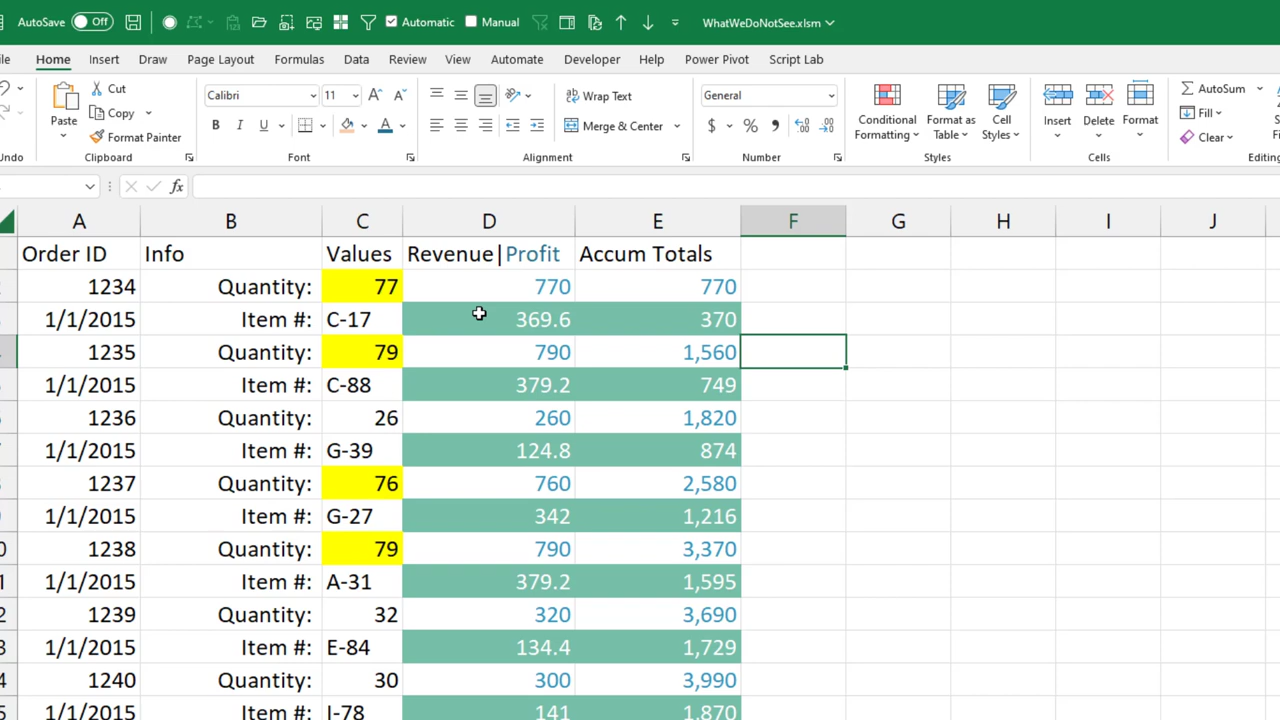 AutoSave Off Automatic Manual WhatWeDoNotSee.xlsm
Home Insert Draw Page Layout Formulas Data Review View Automate Developer Help Power Pivot Script Lab
Paste Cut Copy Format Painter
Calibri 11 Wrap Text General Conditional Formatting Format as Table Cell Styles Insert Delete Format AutoSum
B I U Merge & Center $ % Fill Clear
Undo Clipboard Font Alignment Number Styles Cells Editing
fx
A B C D E F G H I J
Order ID Info Values Revenue|Profit Accum Totals
1234 Quantity: 77 770 770
1/1/2015 Item #: C-17 369.6 370
1235 Quantity: 79 790 1,560
1/1/2015 Item #: C-88 379.2 749
1236 Quantity: 26 260 1,820
1/1/2015 Item #: G-39 124.8 874
1237 Quantity: 76 760 2,580
1/1/2015 Item #: G-27 342 1,216
1238 Quantity: 79 790 3,370
1/1/2015 Item #: A-31 379.2 1,595
1239 Quantity: 32 320 3,690
1/1/2015 Item #: E-84 134.4 1,729
1240 Quantity: 30 300 3,990
1/1/2015 Item #: I-78 141 1,870